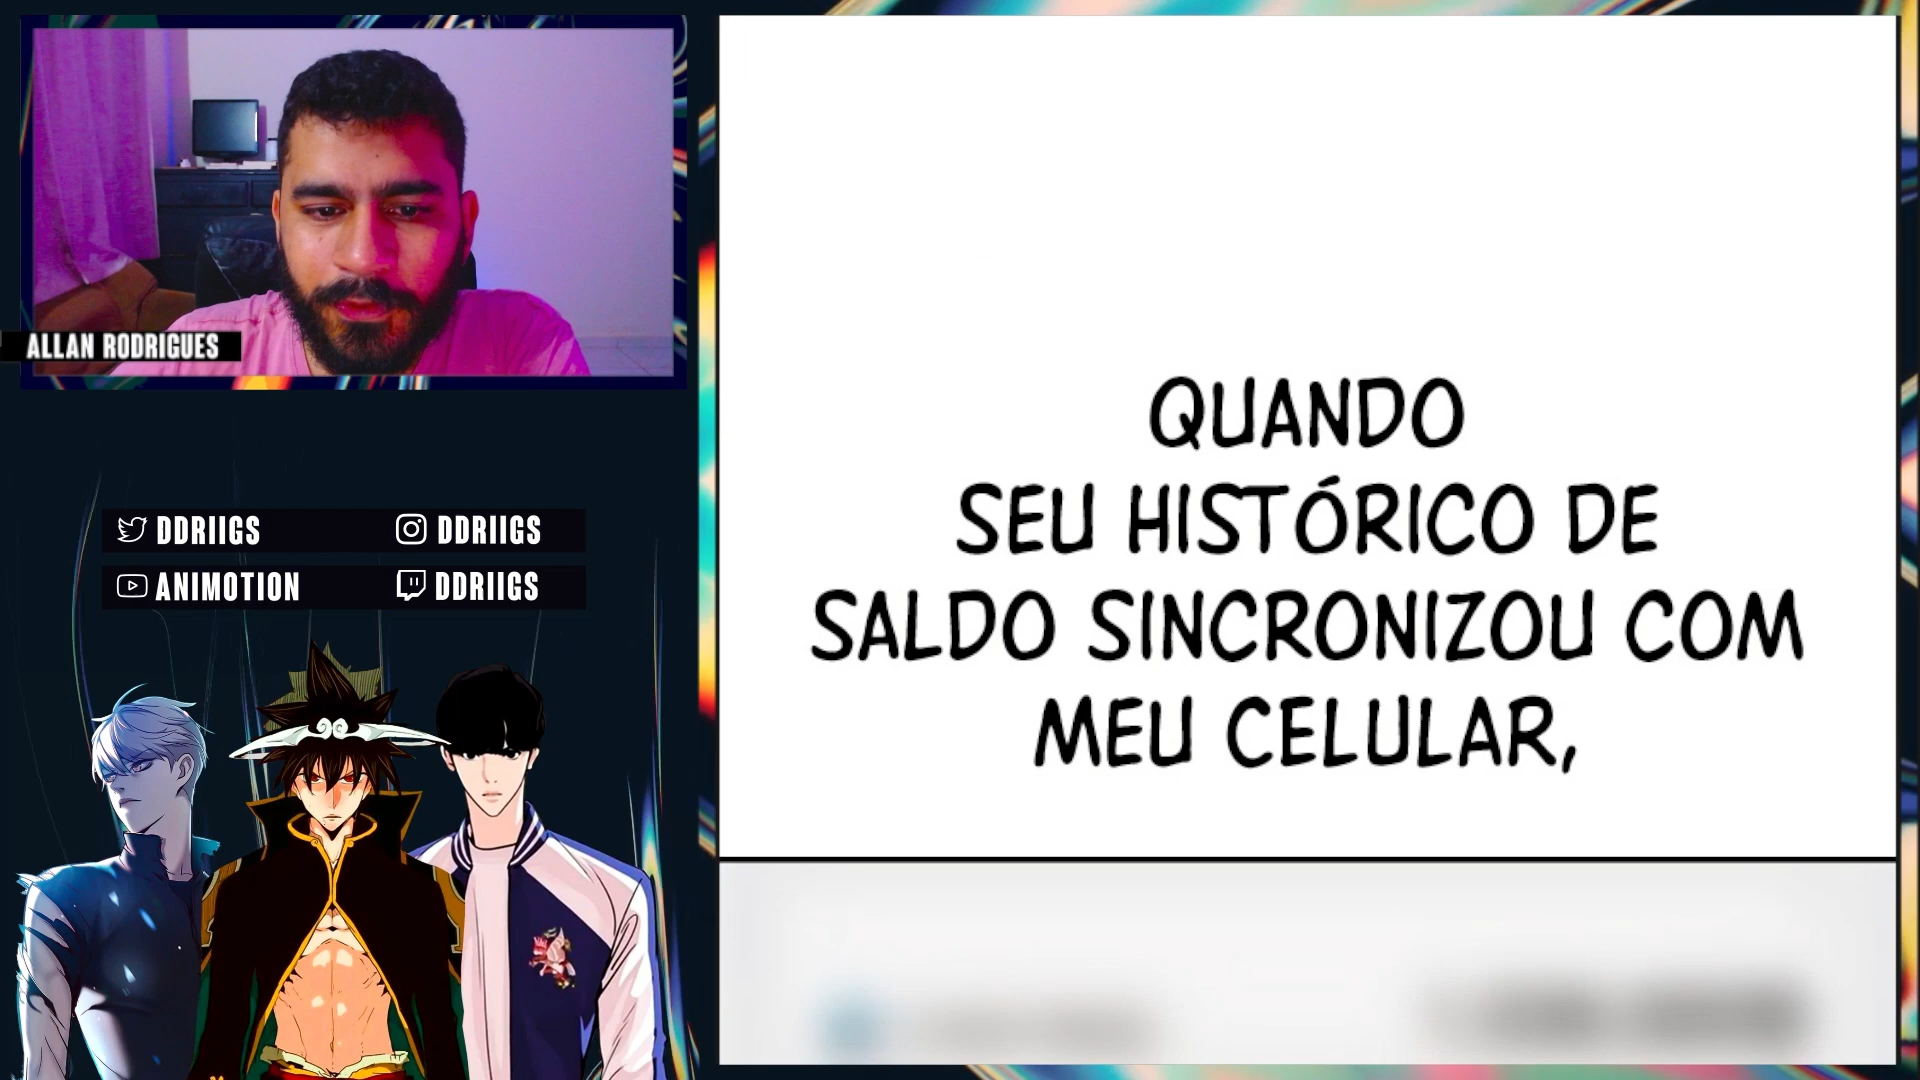 ALLAN RODRIGUES
DDRIIGS
DDRIIGS
ANIMOTION
DDRIIGS
QUANDO
SEU HISTÓRICO DE
SALDO SINCRONIZOU COM
MEU CELULAR,